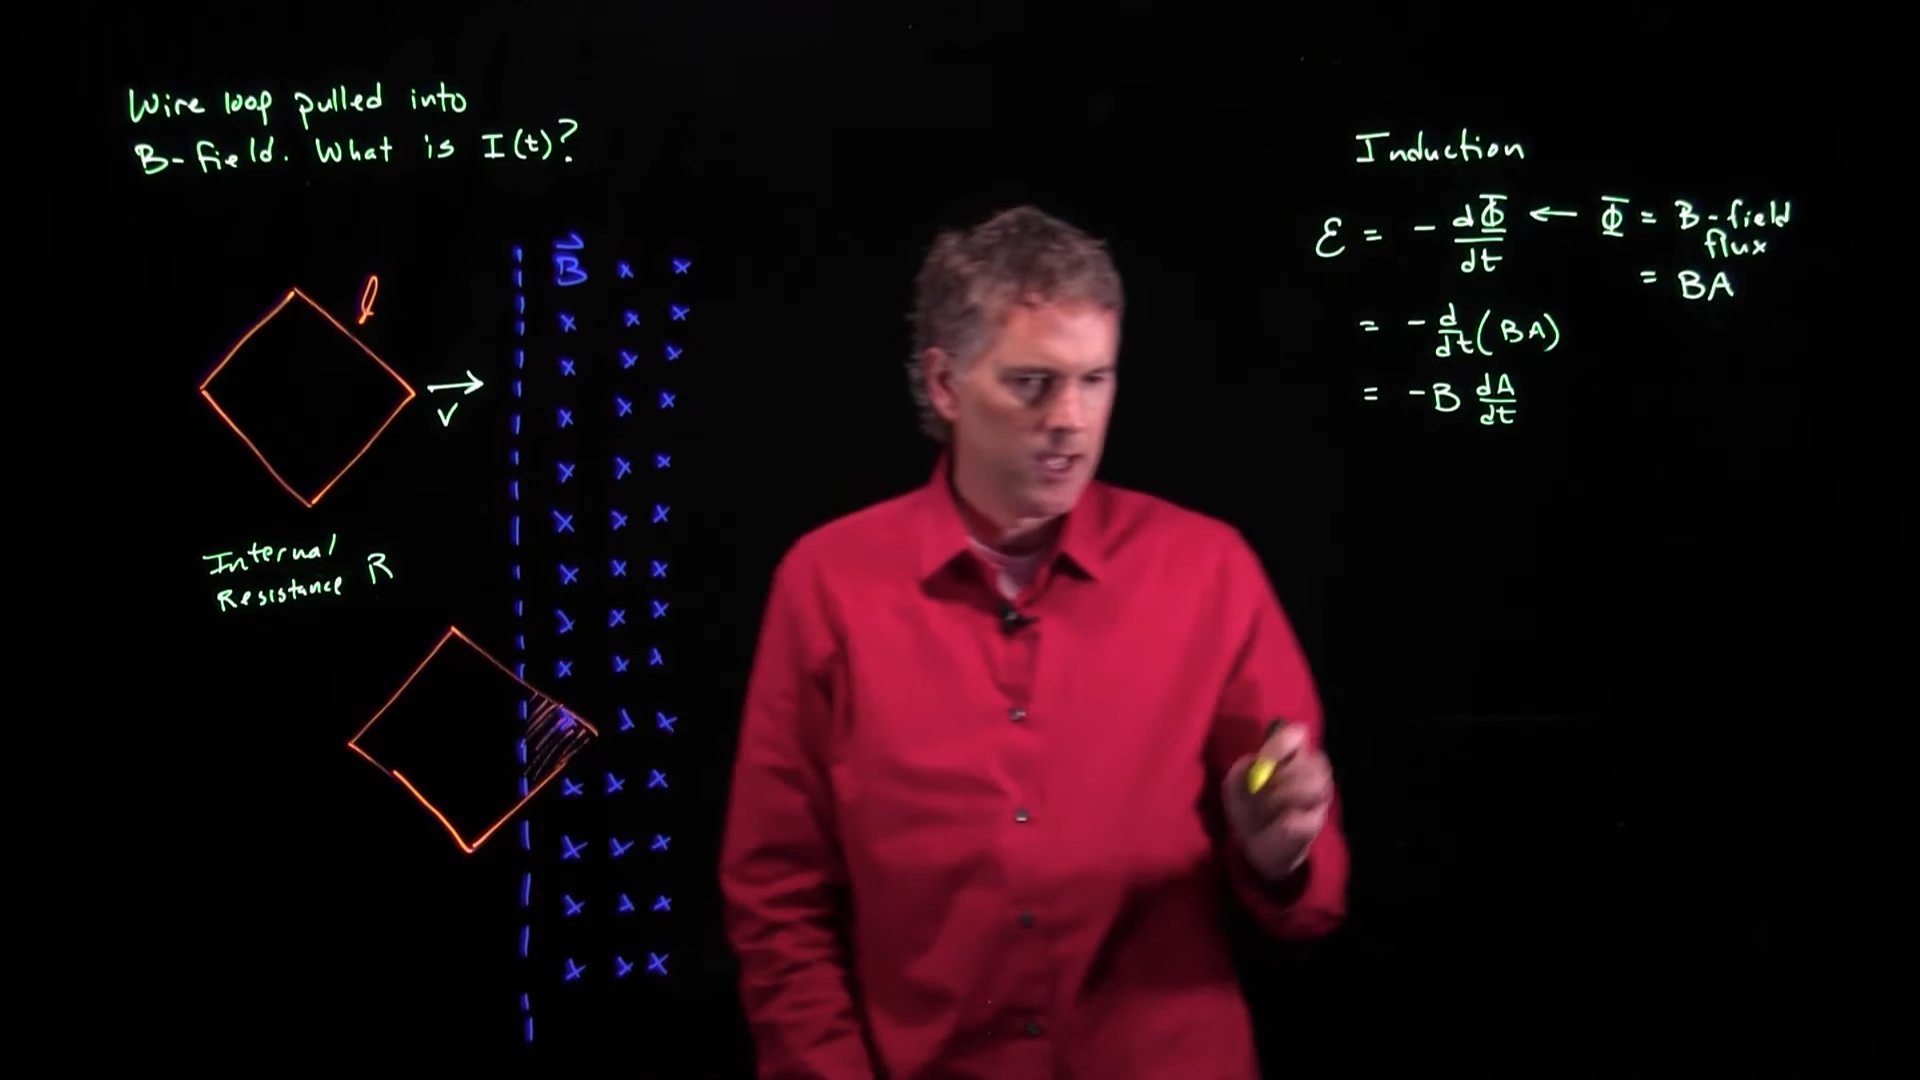 Wire loop pulled into
B-field. What is I(t)?
l
v
Internal
Resistance R
B⃗ x x
x x x
x x x
x x x
x x x
x x x
x x x
x x x
x x x
x x
x x x
x x x
x x x
x x x
Induction
ℰ = - dΦ/dt ← Φ = B-field
flux
= BA
= - d/dt (BA)
= -B dA/dt